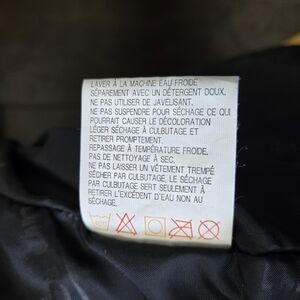 LAVER À LA MACHINE EAU FROIDE
SÉPAREMENT AVEC UN DÉTERGENT DOUX.
NE PAS UTILISER DE JAVELISANT.
NE PAS SUSPENDRE POUR SÉCHAGE CE QUI
POURRAIT CAUSER LE DÉCOLORATION
LÉGER SÉCHAGE À CULBUTAGE ET
RETIRER PROMPTEMENT.
REPASSAGE À TEMPÉRATURE FROIDE.
PAS DE NETTOYAGE À SEC.
NE PAS LAISSER UN VÊTEMENT TREMPÉ
SÉCHER PAR CULBUTAGE, LE SÉCHAGE
PAR CULBUTAGE SERT SEULEMENT À
RETIRER L'EXCÉDENT D'EAU NON AU
SÉCHAGE.